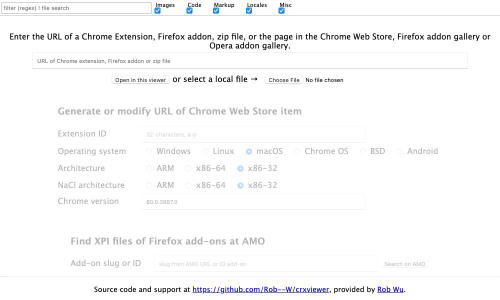 filter (regex) ! file search
Images Code Markup Locales Misc
Enter the URL of a Chrome Extension, Firefox addon, zip file, or the page in the Chrome Web Store, Firefox addon gallery or
Opera addon gallery.
URL of Chrome extension, Firefox addon or zip file
Open in this viewer or select a local file → Choose File No file chosen
Generate or modify URL of Chrome Web Store item
Extension ID 32 characters, a-p
Operating system Windows Linux macOS Chrome OS BSD Android
Architecture ARM x86-64 x86-32
NaCl architecture ARM x86-64 x86-32
Chrome version
Find XPI files of Firefox add-ons at AMO
Add-on slug or ID slug from AMO URL or ID add-on Search on AMO
Source code and support at https://github.com/Rob--W/crxviewer, provided by Rob Wu.